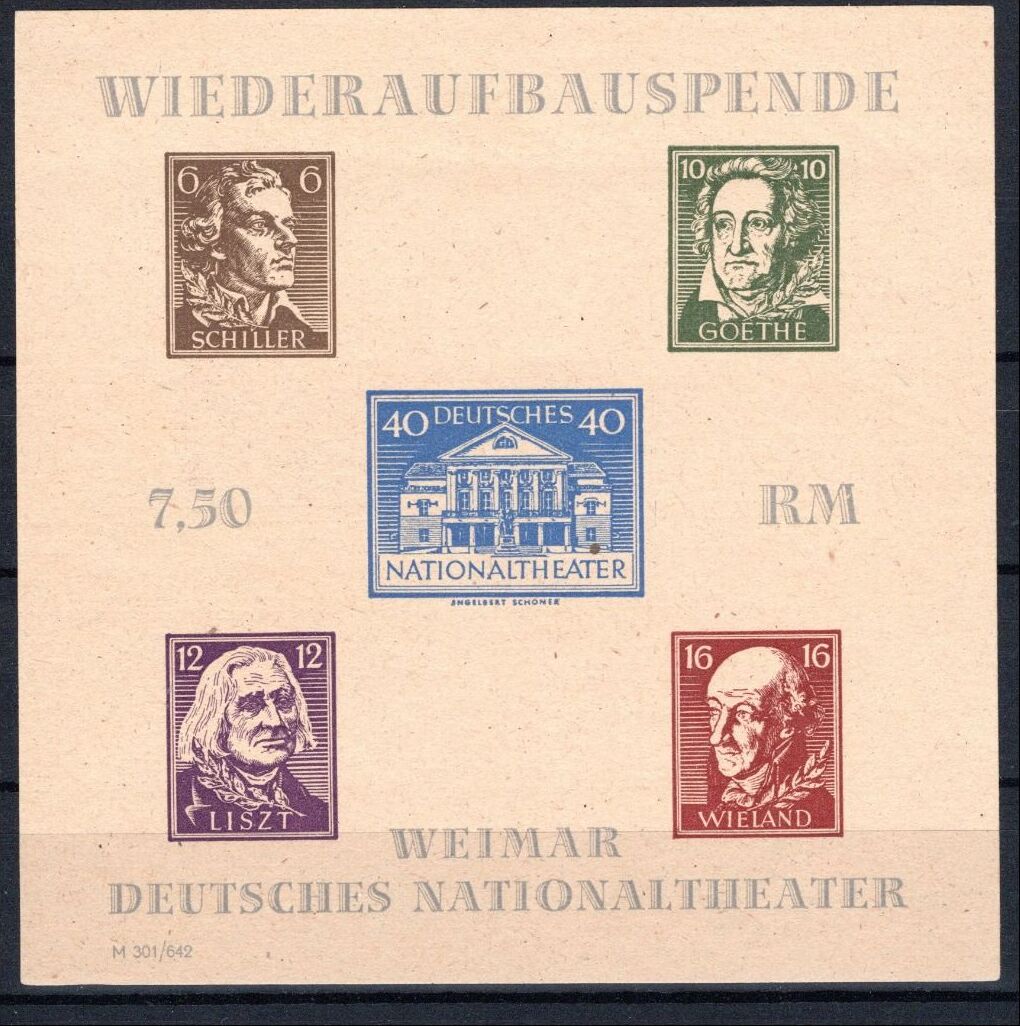 WIEDERAUFBAUSPENDE
6 6
SCHILLER
10 10
GOETHE
40 DEUTSCHES 40
NATIONALTHEATER
ENGELBERT SCHONER
7,50 RM
12 12
LISZT
16 16
WIELAND
WEIMAR
DEUTSCHES NATIONALTHEATER
M 301/642